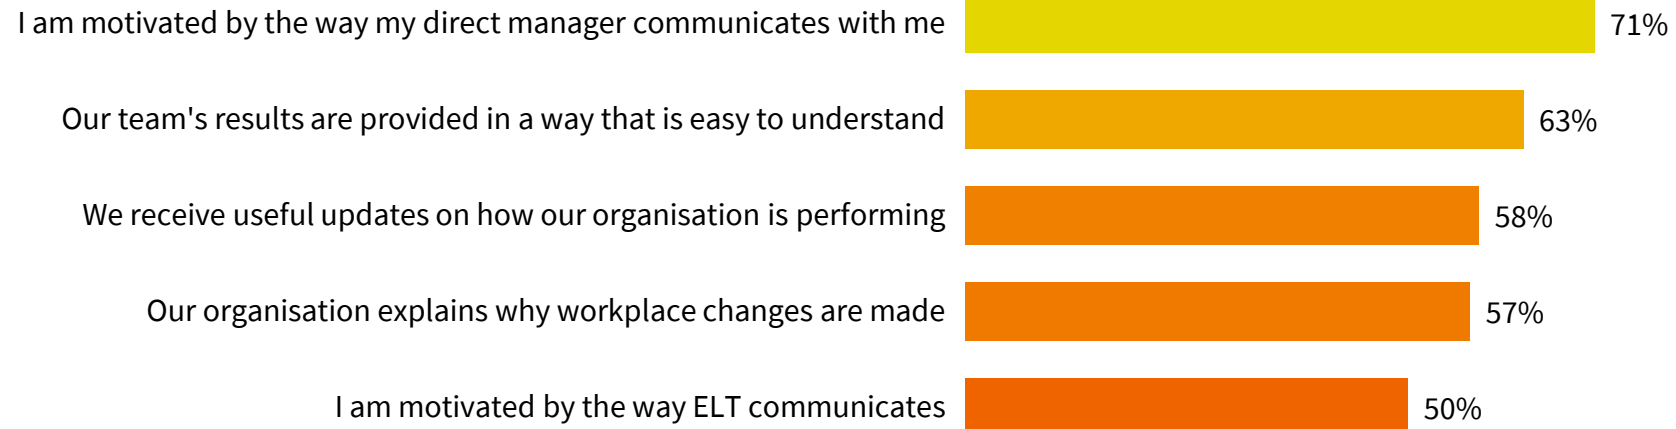 I am motivated by the way my direct manager communicates with me 71%
Our team's results are provided in a way that is easy to understand 63%
We receive useful updates on how our organisation is performing 58%
Our organisation explains why workplace changes are made 57%
I am motivated by the way ELT communicates 50%